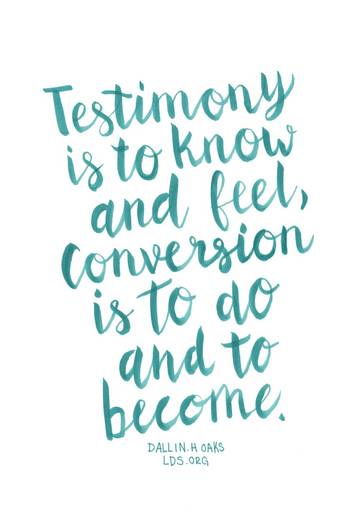 Testimony
is to know
and feel,
conversion
is to do
and to
become.
DALLIN.H OAKS
LDS.ORG